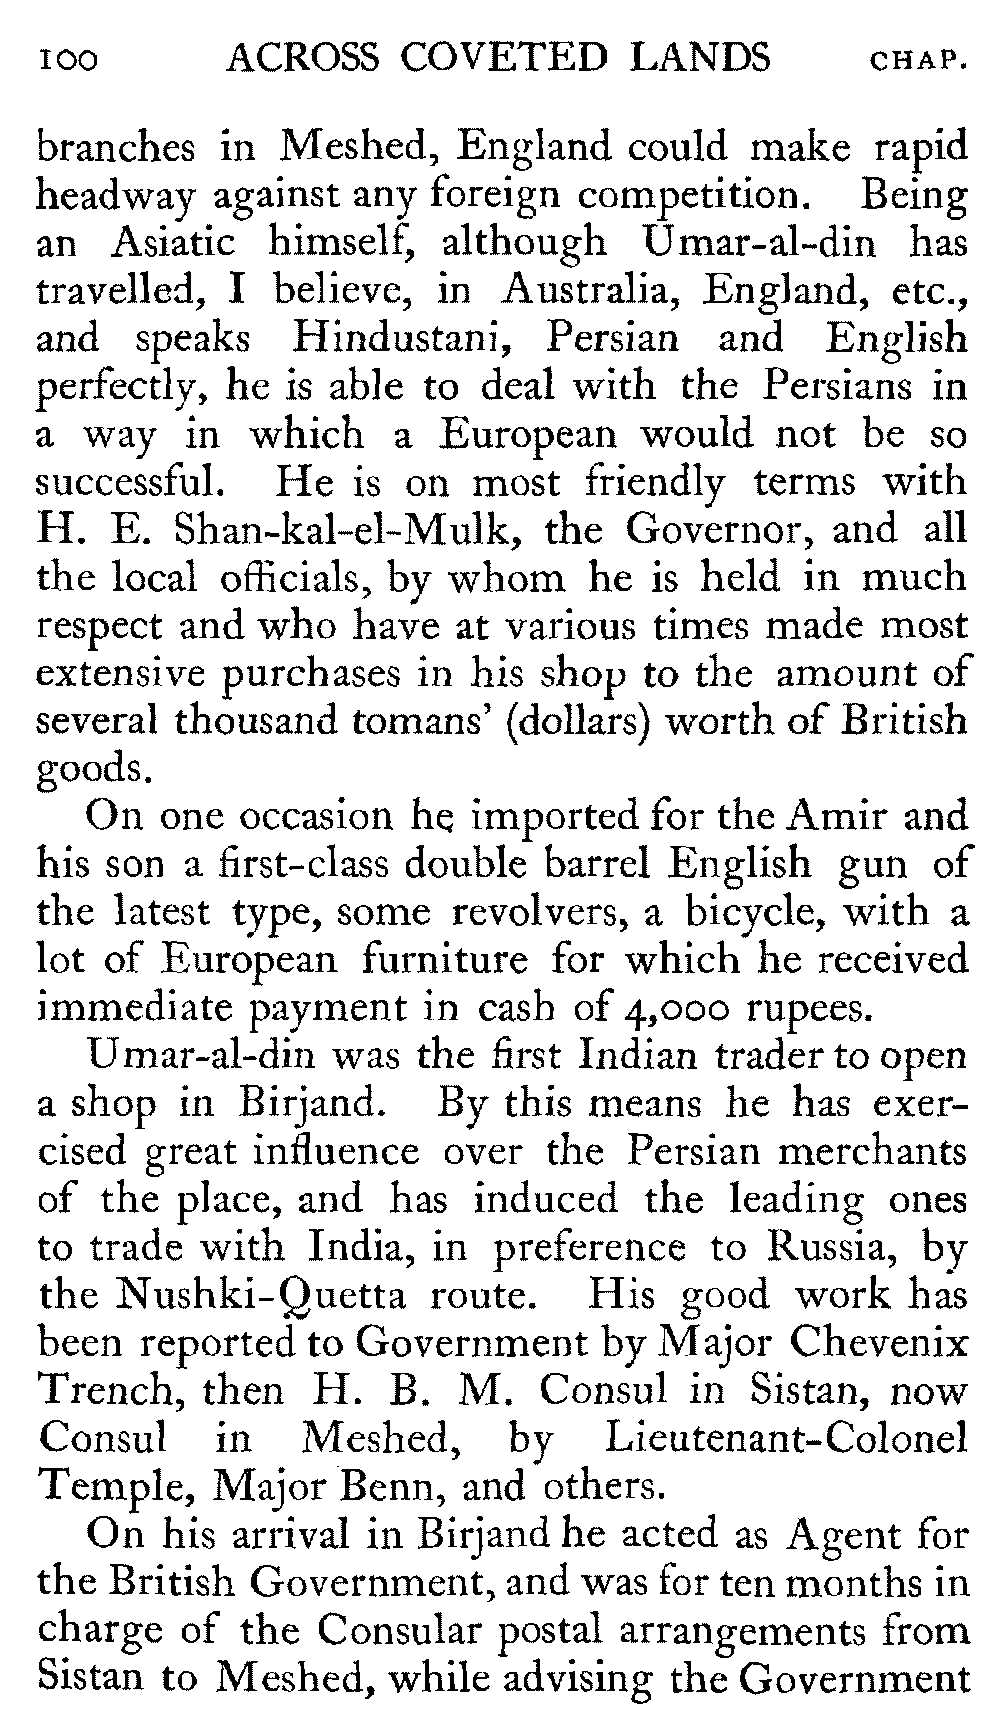 100 ACROSS COVETED LANDS CHAP.
branches in Meshed, England could make rapid
headway against any foreign competition. Being
an Asiatic himself, although Umar-al-din has
travelled, I believe, in Australia, England, etc.,
and speaks Hindustani, Persian and English
perfectly, he is able to deal with the Persians in
a way in which a European would not be so
successful. He is on most friendly terms with
H. E. Shan-kal-el-Mulk, the Governor, and all
the local officials, by whom he is held in much
respect and who have at various times made most
extensive purchases in his shop to the amount of
several thousand tomans' (dollars) worth of British
goods.
On one occasion he imported for the Amir and
his son a first-class double barrel English gun of
the latest type, some revolvers, a bicycle, with a
lot of European furniture for which he received
immediate payment in cash of 4,000 rupees.
Umar-al-din was the first Indian trader to open
a shop in Birjand. By this means he has exer-
cised great influence over the Persian merchants
of the place, and has induced the leading ones
to trade with India, in preference to Russia, by
the Nushki-Quetta route. His good work has
been reported to Government by Major Chevenix
Trench, then H. B. M. Consul in Sistan, now
Consul in Meshed, by Lieutenant-Colonel
Temple, Major Benn, and others.
On his arrival in Birjand he acted as Agent for
the British Government, and was for ten months in
charge of the Consular postal arrangements from
Sistan to Meshed, while advising the Government